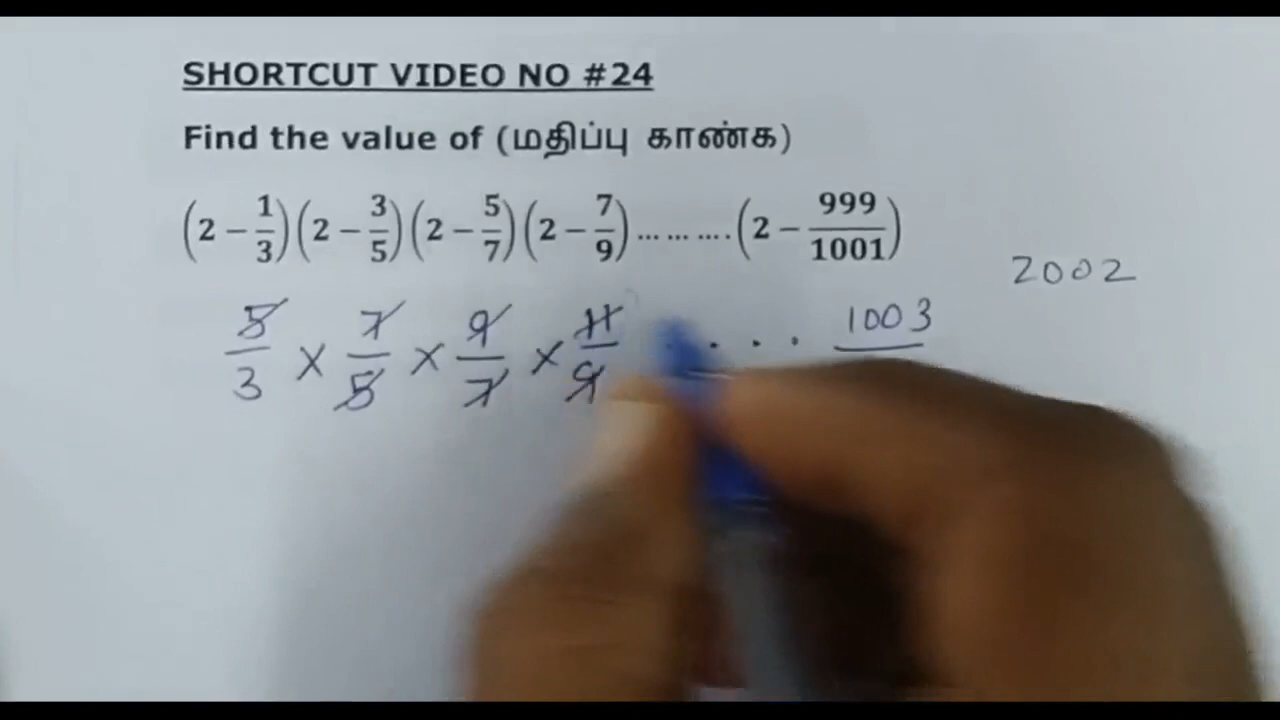 SHORTCUT VIDEO NO #24
Find the value of (மதிப்பு காண்க)
(2 − 1/3)(2 − 3/5)(2 − 5/7)(2 − 7/9)... ... ... .(2 − 999/1001)
2002
5/3 × 7/5 × 9/7 × 11/9 . . . . 1003